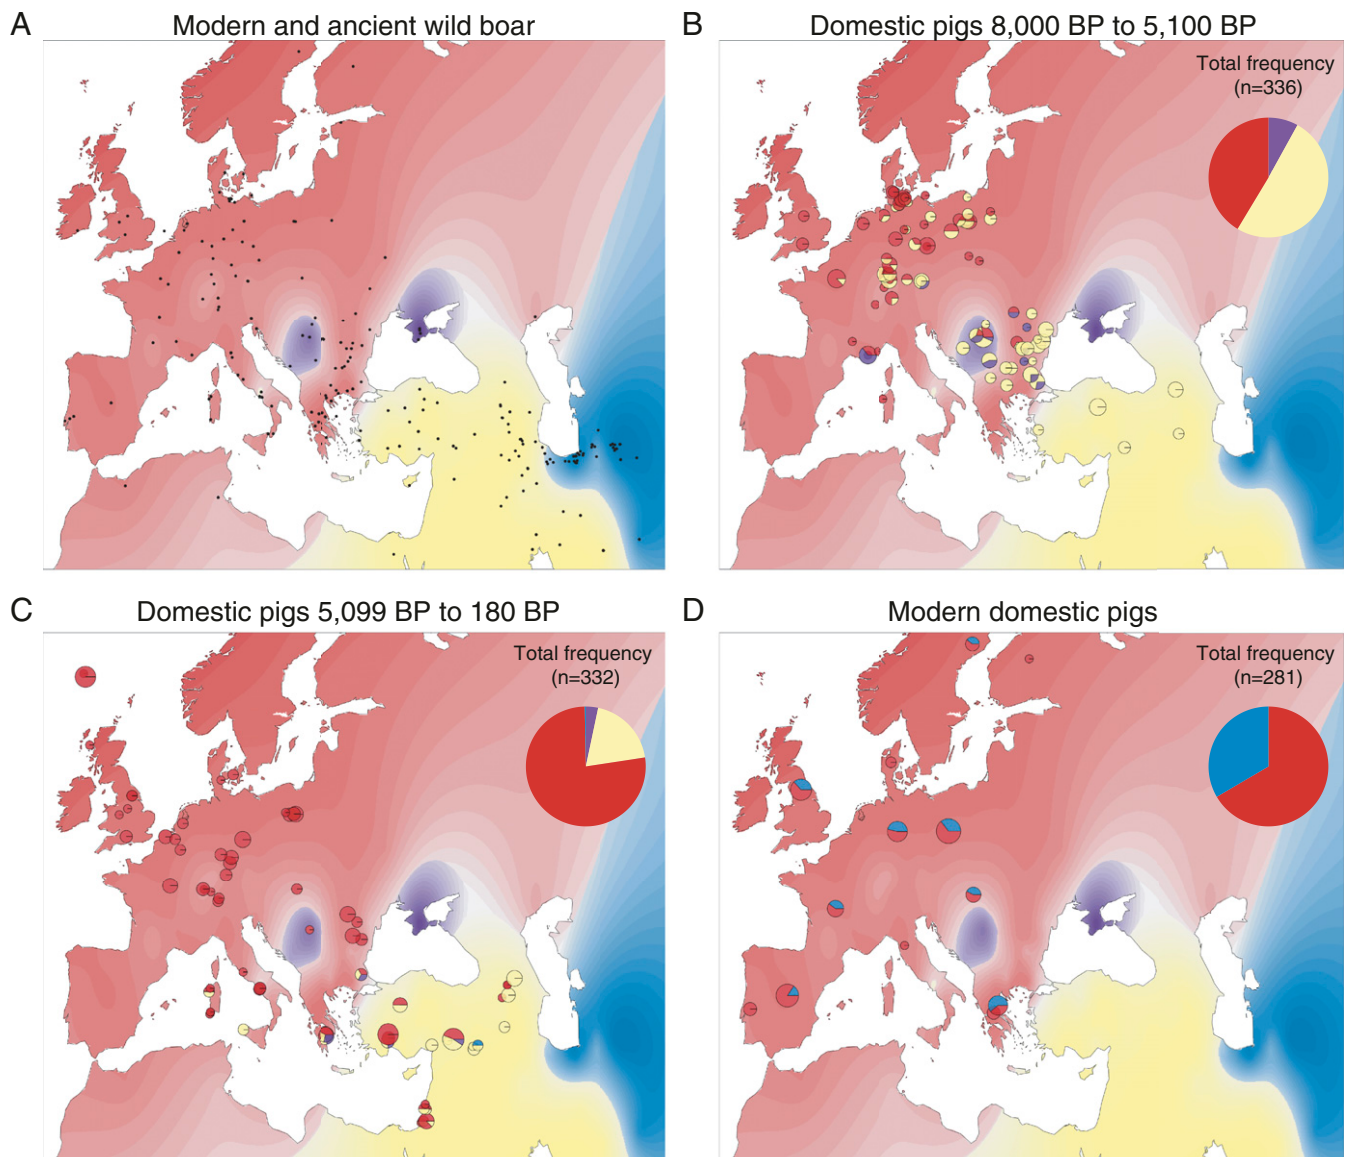 A
Modern and ancient wild boar
B
Domestic pigs 8,000 BP to 5,100 BP
Total frequency
(n=336)
C
Domestic pigs 5,099 BP to 180 BP
Total frequency
(n=332)
D
Modern domestic pigs
Total frequency
(n=281)